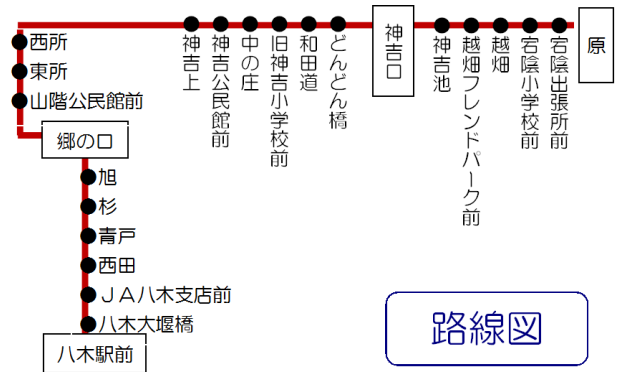 西所
東所
山階公民館前
郷の口
旭
杉
青戸
西田
ＪＡ八木支店前
八木大堰橋
八木駅前
神吉上
神吉公民館前
中の庄
旧神吉小学校前
和田道
どんどん橋
神吉口
神吉池
越畑フレンドパーク前
越畑
宕陰小学校前
宕陰出張所前
原
路線図